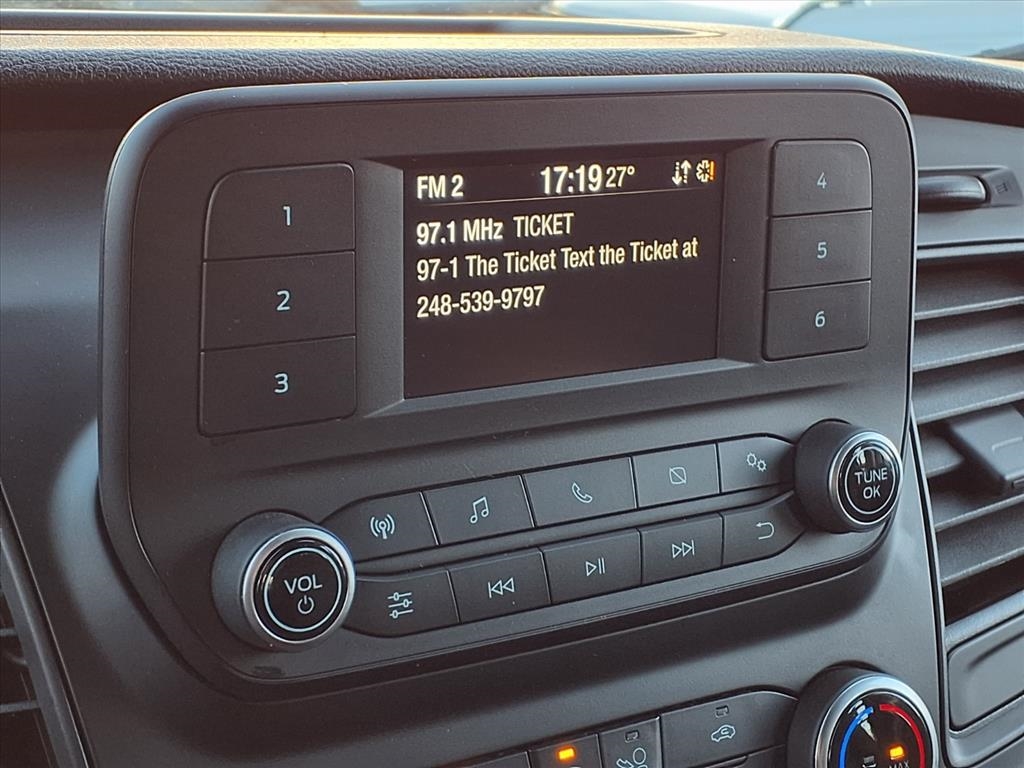 FM 2 17:19 27°
97.1 MHz TICKET
97-1 The Ticket Text the Ticket at
248-539-9797
1
2
3
4
5
6
VOL
TUNE
OK
MAX